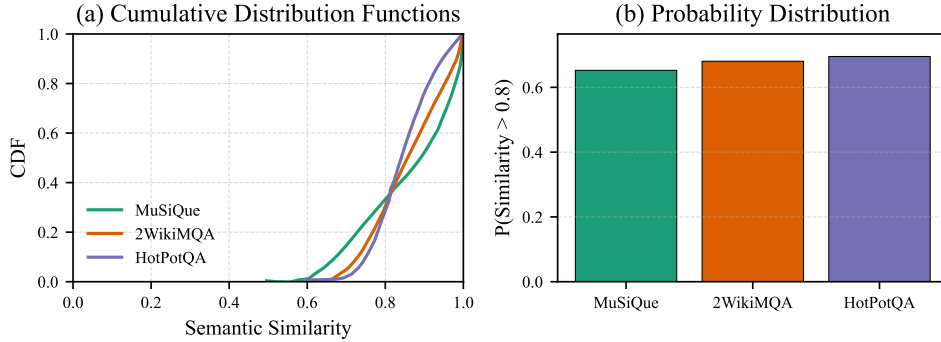 (a) Cumulative Distribution Functions
1.0
0.8
0.6
0.4
0.2
0.0
CDF
MuSiQue
2WikiMQA
HotPotQA
0.0 0.2 0.4 0.6 0.8 1.0
Semantic Similarity
(b) Probability Distribution
0.6
0.4
0.2
0.0
P(Similarity > 0.8)
MuSiQue 2WikiMQA HotPotQA